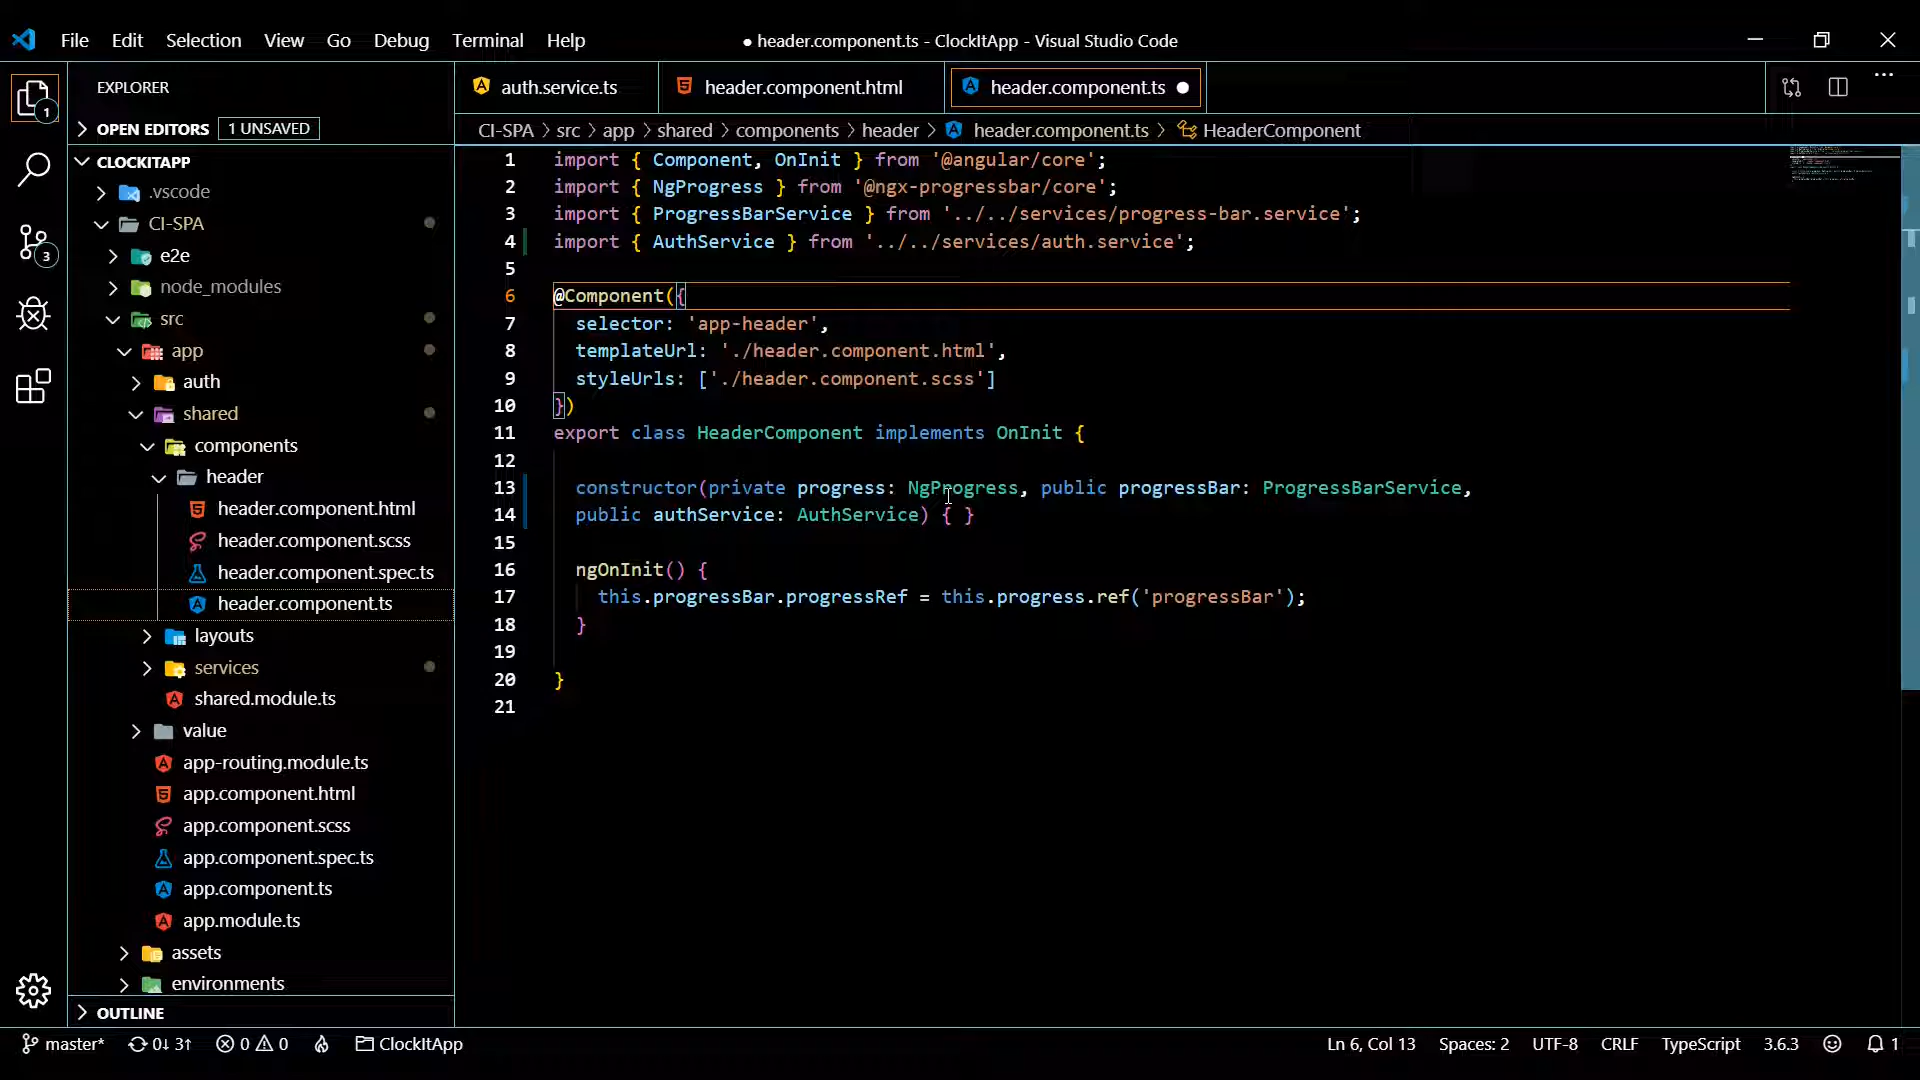 File Edit Selection View Go Debug Terminal Help
● header.component.ts - ClockItApp - Visual Studio Code
1
3
EXPLORER
OPEN EDITORS 1 UNSAVED
CLOCKITAPP
.vscode
CI-SPA
e2e
node_modules
src
app
auth
shared
components
header
header.component.html
header.component.scss
header.component.spec.ts
header.component.ts
layouts
services
shared.module.ts
value
app-routing.module.ts
app.component.html
app.component.scss
app.component.spec.ts
app.component.ts
app.module.ts
assets
environments
OUTLINE
auth.service.ts header.component.html header.component.ts
CI-SPA > src > app > shared > components > header > header.component.ts > HeaderComponent
1 import { Component, OnInit } from '@angular/core';
2 import { NgProgress } from '@ngx-progressbar/core';
3 import { ProgressBarService } from '../../services/progress-bar.service';
4 import { AuthService } from '../../services/auth.service';
5
6 @Component({
7 selector: 'app-header',
8 templateUrl: './header.component.html',
9 styleUrls: ['./header.component.scss']
10 })
11 export class HeaderComponent implements OnInit {
12
13 constructor(private progress: NgProgress, public progressBar: ProgressBarService,
14 public authService: AuthService) { }
15
16 ngOnInit() {
17 this.progressBar.progressRef = this.progress.ref('progressBar');
18 }
19
20 }
21
master* 0↓ 3↑ 0 0 ClockItApp Ln 6, Col 13 Spaces: 2 UTF-8 CRLF TypeScript 3.6.3 1